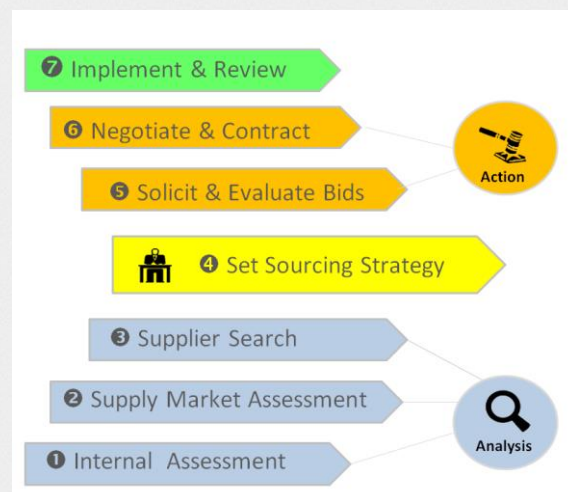 ❼ Implement & Review
❻ Negotiate & Contract
Action
❺ Solicit & Evaluate Bids
❹ Set Sourcing Strategy
❸ Supplier Search
❷ Supply Market Assessment
Analysis
❶ Internal Assessment